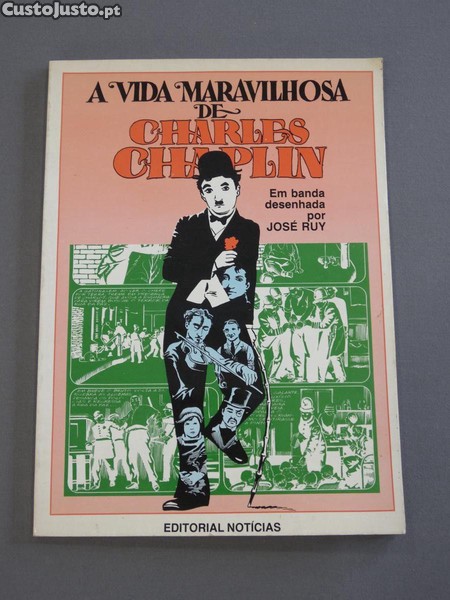 CustoJusto.pt
A VIDA MARAVILHOSA
DE
CHARLES
CHAPLIN
Em banda
desenhada
por
JOSÉ RUY
EDITORIAL NOTÍCIAS